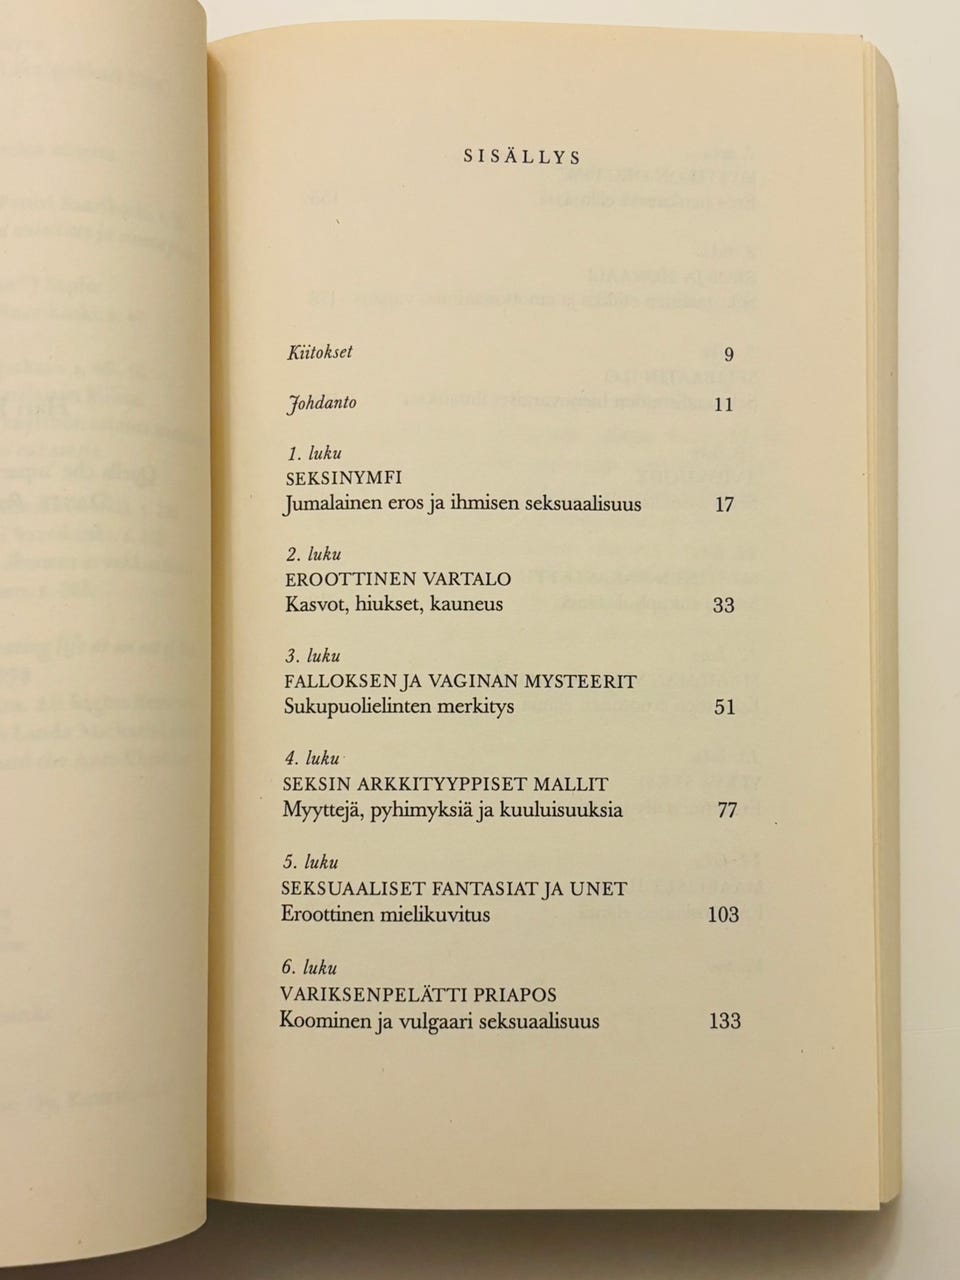 SISÄLLYS
Kiitokset 9
Johdanto 11
1. luku
SEKSINYMFI
Jumalainen eros ja ihmisen seksuaalisuus 17
2. luku
EROOTTINEN VARTALO
Kasvot, hiukset, kauneus 33
3. luku
FALLOKSEN JA VAGINAN MYSTEERIT
Sukupuolielinten merkitys 51
4. luku
SEKSIN ARKKITYYPPISET MALLIT
Myyttejä, pyhimyksiä ja kuuluisuuksia 77
5. luku
SEKSUAALISET FANTASIAT JA UNET
Eroottinen mielikuvitus 103
6. luku
VARIKSENPELÄTTI PRIAPOS
Koominen ja vulgaari seksuaalisuus 133